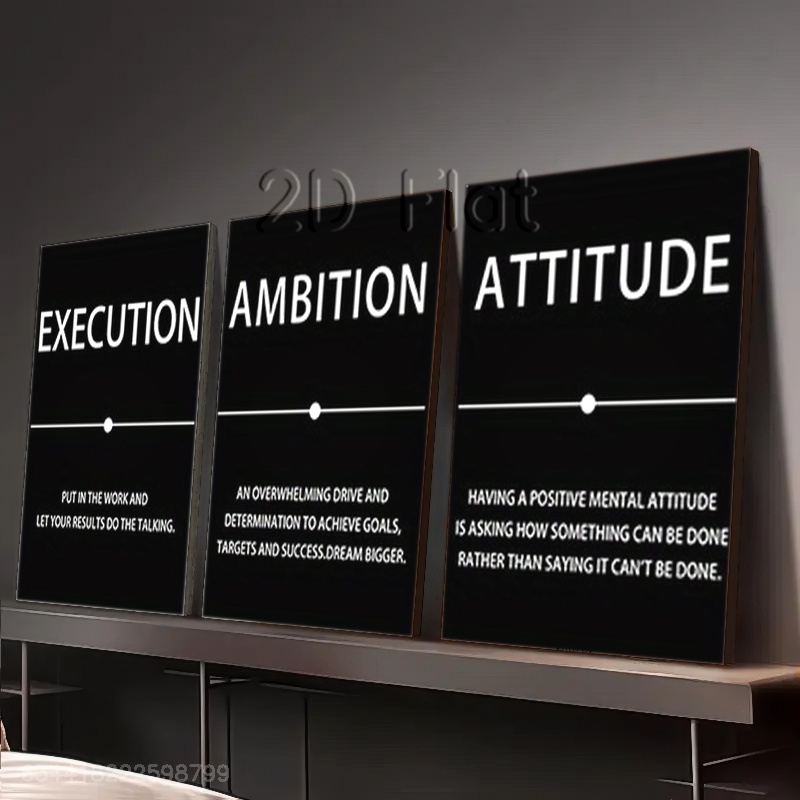 2D Flat
EXECUTION
PUT IN THE WORK AND
LET YOUR RESULTS DO THE TALKING.
AMBITION
AN OVERWHELMING DRIVE AND
DETERMINATION TO ACHIEVE GOALS,
TARGETS AND SUCCESS.DREAM BIGGER.
ATTITUDE
HAVING A POSITIVE MENTAL ATTITUDE
IS ASKING HOW SOMETHING CAN BE DONE
RATHER THAN SAYING IT CAN'T BE DONE.